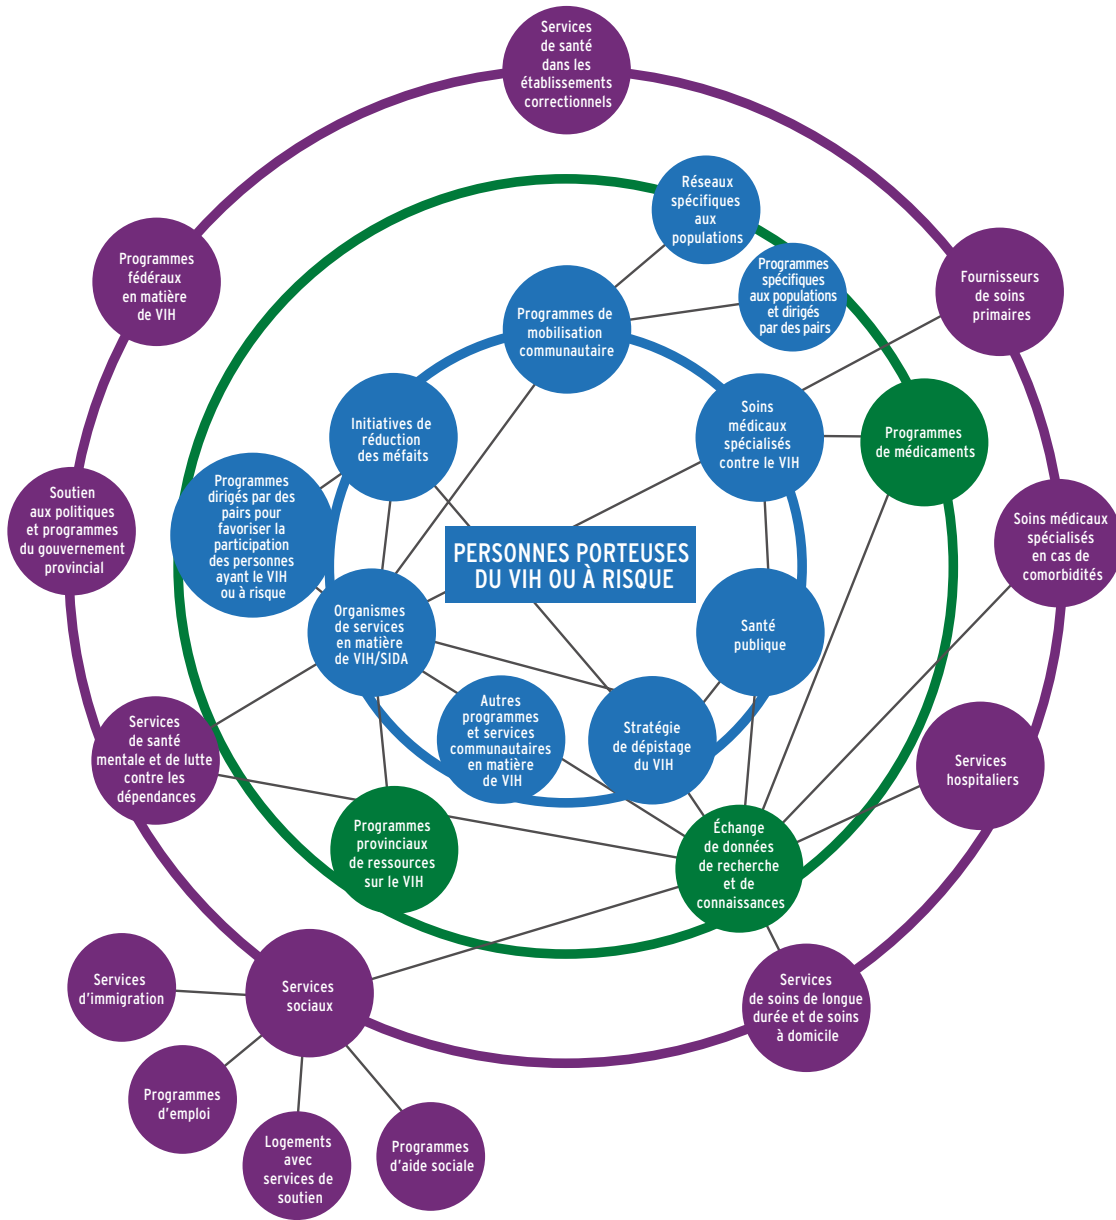 Services
de santé
dans les
établissements
correctionnels
Réseaux
spécifiques
aux
populations
Programmes
fédéraux
en matière
de VIH
Programmes
spécifiques
aux populations
et dirigés
par des pairs
Fournisseurs
de soins
primaires
Programmes de
mobilisation
communautaire
Initiatives de
réduction
des méfaits
Soins
médicaux
spécialisés
contre le VIH
Programmes
de médicaments
Programmes
dirigés par des
pairs pour
favoriser la
participation
des personnes
ayant le VIH
ou à risque
Soutien
aux politiques
et programmes
du gouvernement
provincial
Soins médicaux
spécialisés
en cas de
comorbidités
PERSONNES PORTEUSES
DU VIH OU À RISQUE
Organismes
de services
en matière
de VIH/SIDA
Santé
publique
Autres
programmes
et services
communautaires
en matière
de VIH
Stratégie
de dépistage
du VIH
Services
de santé
mentale et de lutte
contre les
dépendances
Services
hospitaliers
Programmes
provinciaux
de ressources
sur le VIH
Échange
de données
de recherche
et de
connaissances
Services
d'immigration
Services
sociaux
Services
de soins de longue
durée et de soins
à domicile
Programmes
d'emploi
Logements
avec
services de
soutien
Programmes
d'aide sociale